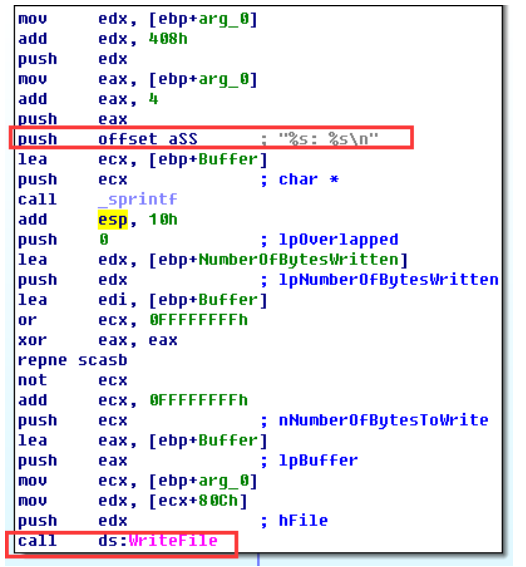 mov edx, [ebp+arg_0]
add edx, 408h
push edx
mov eax, [ebp+arg_0]
add eax, 4
push eax
push offset aSS ; "%s: %s\n"
lea ecx, [ebp+Buffer]
push ecx ; char *
call _sprintf
add esp, 10h
push 0 ; lpOverlapped
lea edx, [ebp+NumberOfBytesWritten]
push edx ; lpNumberOfBytesWritten
lea edi, [ebp+Buffer]
or ecx, 0FFFFFFFFh
xor eax, eax
repne scasb
not ecx
add ecx, 0FFFFFFFFh
push ecx ; nNumberOfBytesToWrite
lea eax, [ebp+Buffer]
push eax ; lpBuffer
mov ecx, [ebp+arg_0]
mov edx, [ecx+80Ch]
push edx ; hFile
call ds:WriteFile